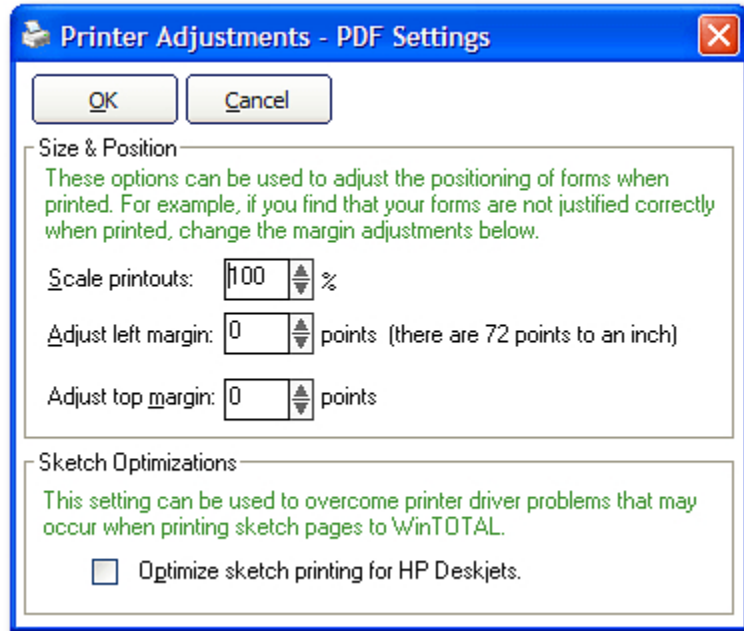 Printer Adjustments - PDF Settings
OK Cancel
Size & Position
These options can be used to adjust the positioning of forms when
printed. For example, if you find that your forms are not justified correctly
when printed, change the margin adjustments below.
Scale printouts: 100 %
Adjust left margin: 0 points (there are 72 points to an inch)
Adjust top margin: 0 points
Sketch Optimizations
This setting can be used to overcome printer driver problems that may
occur when printing sketch pages to WinTOTAL.
Optimize sketch printing for HP Deskjets.